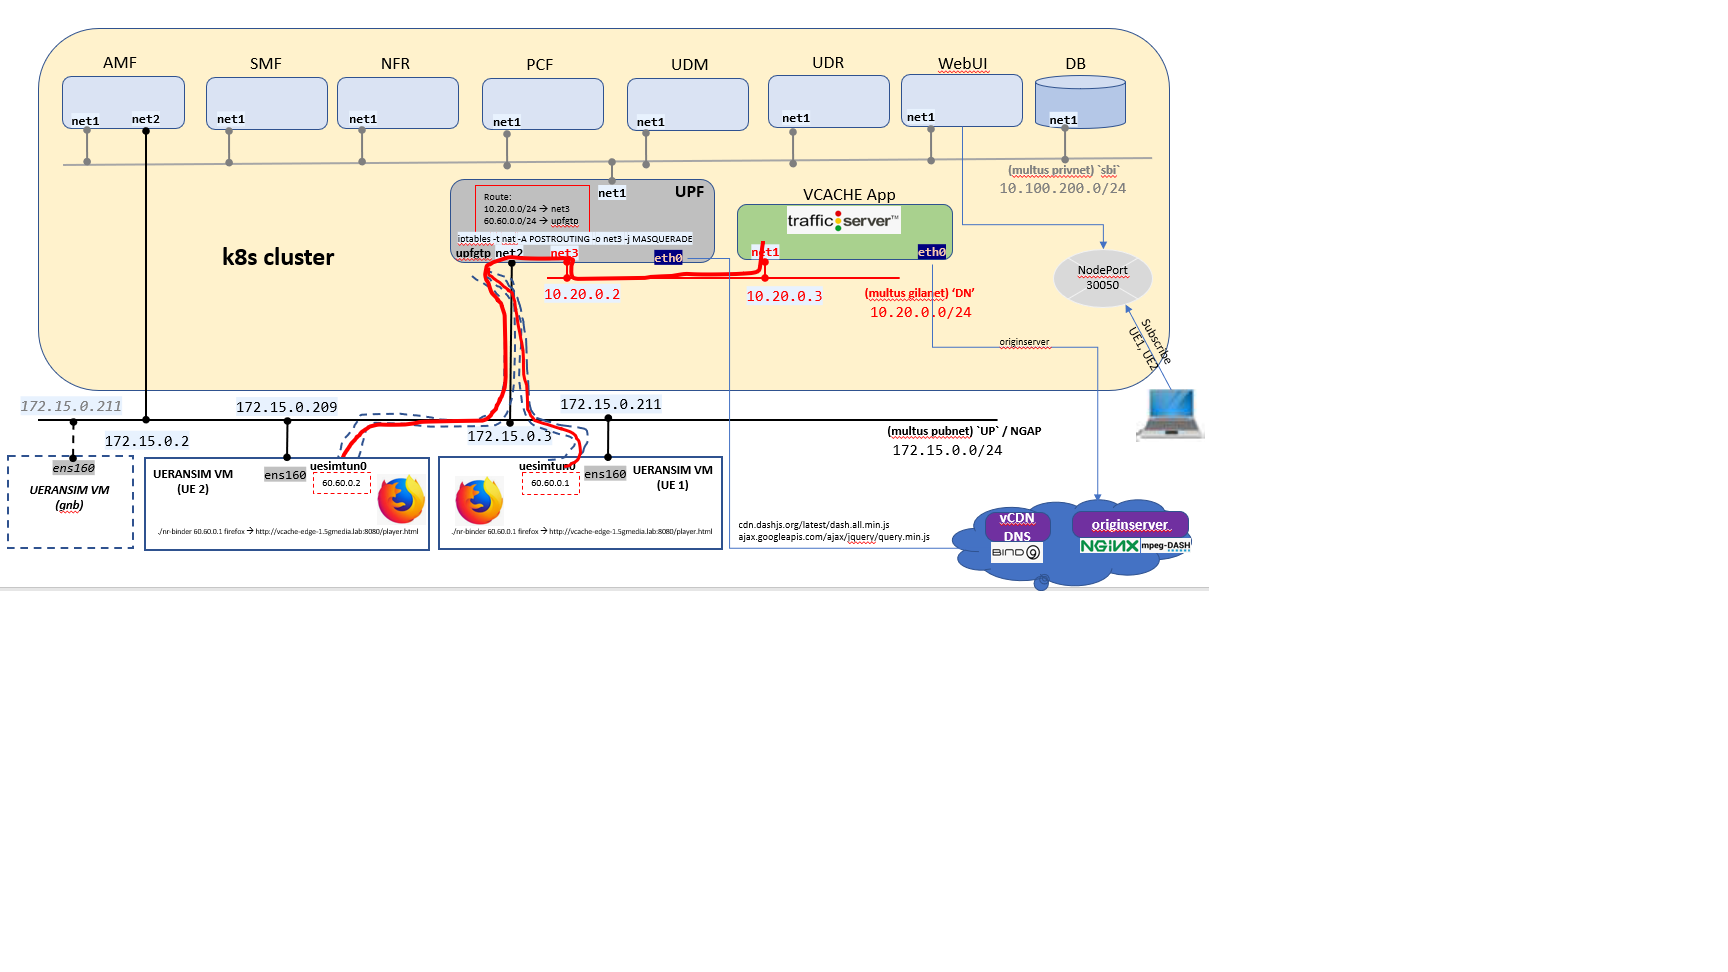 AMF
SMF
NFR
PCF
UDM
UDR
WebUI
DB
net1
net2
net1
net1
net1
net1
net1
net1
net1
(multus privnet) `sbi`
10.100.200.0/24
net1
UPF
Route:
10.20.0.0/24 → net3
60.60.0.0/24 → upfgtp
iptables -t nat -A POSTROUTING -o net3 -j MASQUERADE
upfgtp
net2
net3
eth0
VCACHE App
traffic server™
net1
eth0
k8s cluster
NodePort
30050
10.20.0.2
10.20.0.3
(multus gilanet) ‘DN’
10.20.0.0/24
originserver
Subscribe
UE1, UE2
172.15.0.211
172.15.0.209
172.15.0.211
172.15.0.2
172.15.0.3
(multus pubnet) `UP` / NGAP
172.15.0.0/24
ens160
UERANSIM VM
(gnb)
UERANSIM VM
(UE 2)
ens160
uesimtun0
60.60.0.2
./nr-binder 60.60.0.1 firefox → http://vcache-edge-1.5gmedia.lab:8080/player.html
uesimtun0
60.60.0.1
ens160
UERANSIM VM
(UE 1)
./nr-binder 60.60.0.1 firefox → http://vcache-edge-1.5gmedia.lab:8080/player.html
cdn.dashjs.org/latest/dash.all.min.js
ajax.googleapis.com/ajax/jquery/query.min.js
vCDN
DNS
BIND 9
originserver
NGINX
mpeg-DASH